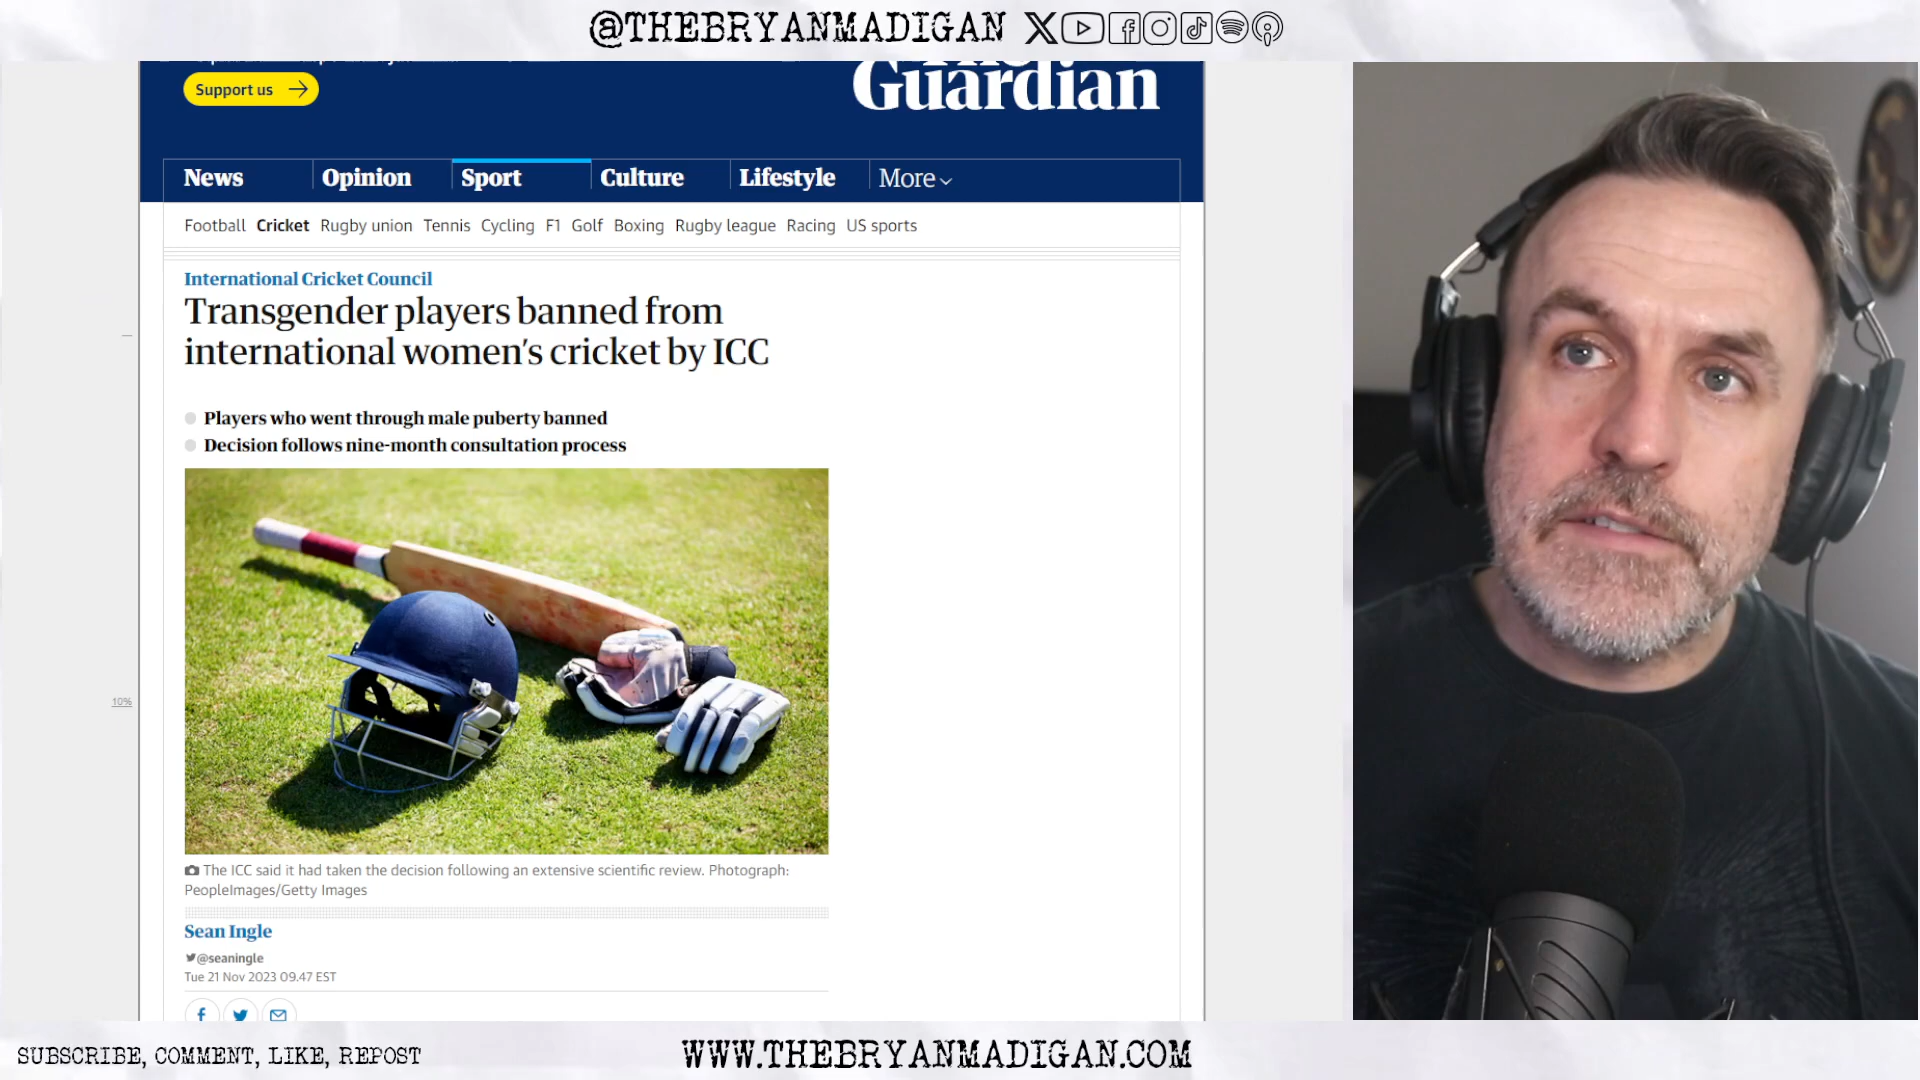 @THEBRYANMADIGAN
Support us
Guardian
News
Opinion
Sport
Culture
Lifestyle
More
Football Cricket Rugby union Tennis Cycling F1 Golf Boxing Rugby league Racing US sports
International Cricket Council
Transgender players banned from
international women's cricket by ICC
Players who went through male puberty banned
Decision follows nine-month consultation process
10%
The ICC said it had taken the decision following an extensive scientific review. Photograph:
PeopleImages/Getty Images
Sean Ingle
@seaningle
Tue 21 Nov 2023 09.47 EST
SUBSCRIBE, COMMENT, LIKE, REPOST
WWW.THEBRYANMADIGAN.COM